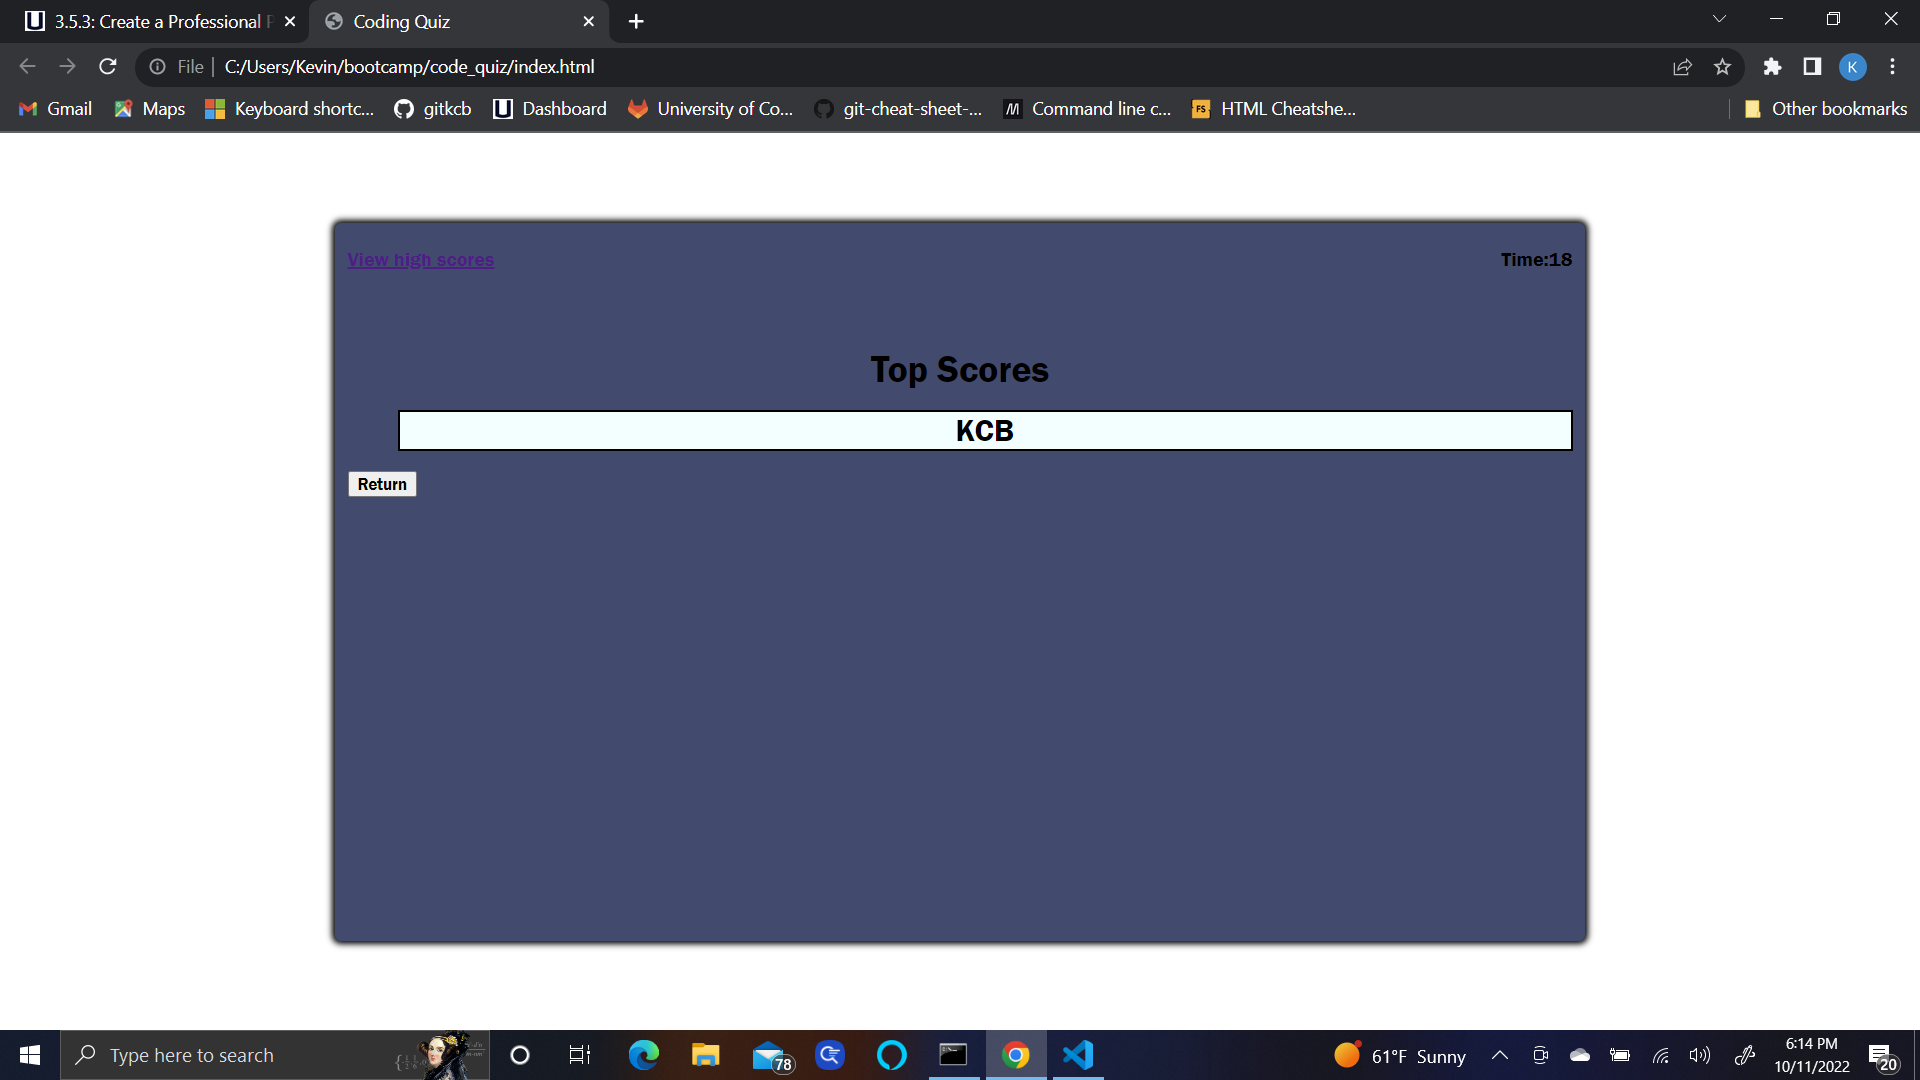 3.5.3: Create a Professional
Coding Quiz
File
C:/Users/Kevin/bootcamp/code_quiz/index.html
K
Gmail
Maps
Keyboard shortc...
gitkcb
Dashboard
University of Co...
git-cheat-sheet-...
Command line c...
FS
HTML Cheatshe...
Other bookmarks
View high scores
Time:18
Top Scores
KCB
Return
Type here to search
78
61°F Sunny
6:14 PM
10/11/2022
20